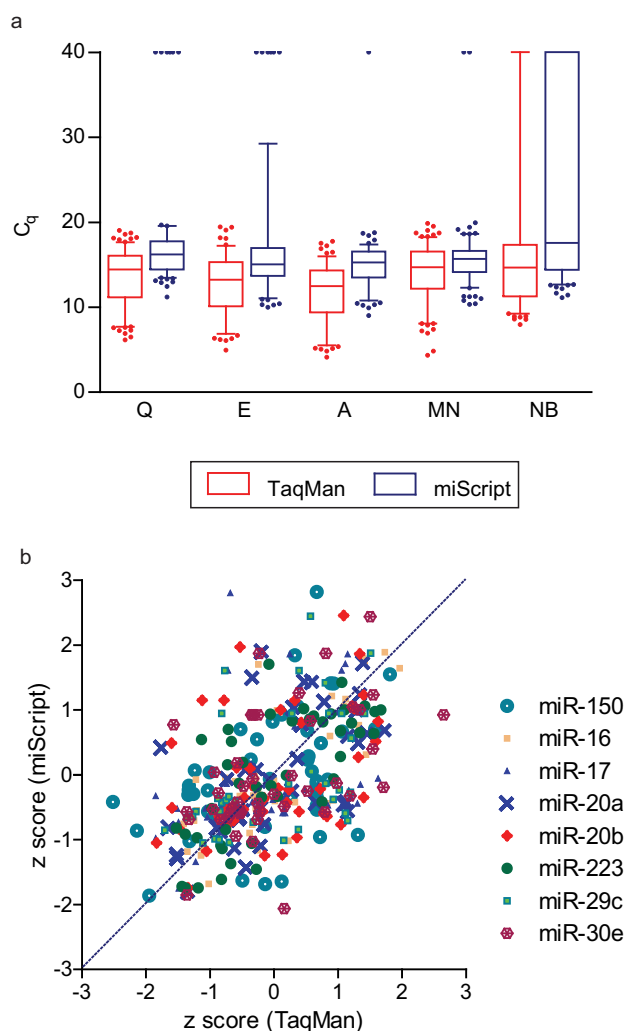 a
40
30
20
10
0
Cq
Q E A MN NB
TaqMan miScript
b
3
2
1
0
-1
-2
-3
z score (miScript)
-3 -2 -1 0 1 2 3
z score (TaqMan)
miR-150
miR-16
miR-17
miR-20a
miR-20b
miR-223
miR-29c
miR-30e